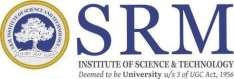 SRM
INSTITUTE OF SCIENCE & TECHNOLOGY
Deemed to be University u/s 3 of UGC Act, 1956